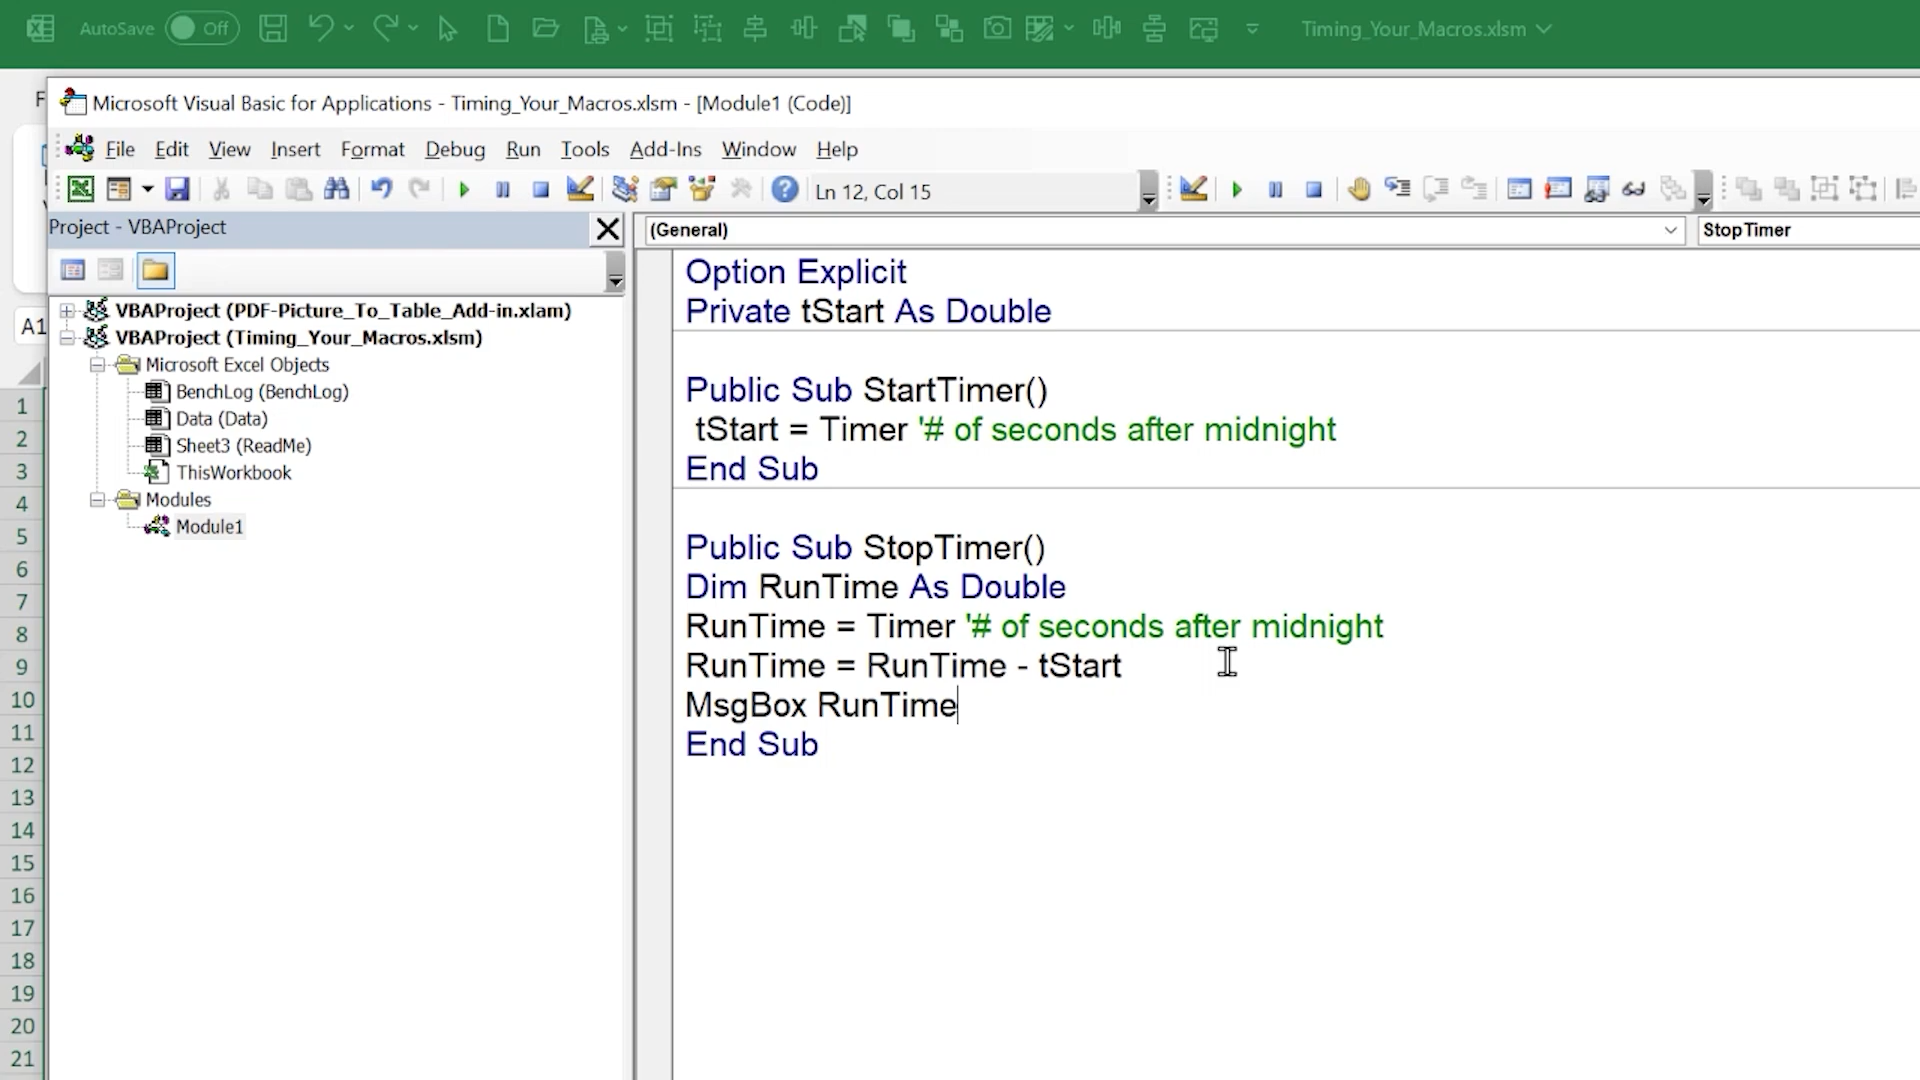 AutoSave Off Timing_Your_Macros.xlsm
Microsoft Visual Basic for Applications - Timing_Your_Macros.xlsm - [Module1 (Code)]
File Edit View Insert Format Debug Run Tools Add-Ins Window Help
Ln 12, Col 15
Project - VBAProject
(General)
StopTimer
VBAProject (PDF-Picture_To_Table_Add-in.xlam)
VBAProject (Timing_Your_Macros.xlsm)
Microsoft Excel Objects
BenchLog (BenchLog)
Data (Data)
Sheet3 (ReadMe)
ThisWorkbook
Modules
Module1
Option Explicit
Private tStart As Double
Public Sub StartTimer()
tStart = Timer '# of seconds after midnight
End Sub
Public Sub StopTimer()
Dim RunTime As Double
RunTime = Timer '# of seconds after midnight
RunTime = RunTime - tStart
MsgBox RunTime
End Sub
F
A1
1
2
3
4
5
6
7
8
9
10
11
12
13
14
15
16
17
18
19
20
21